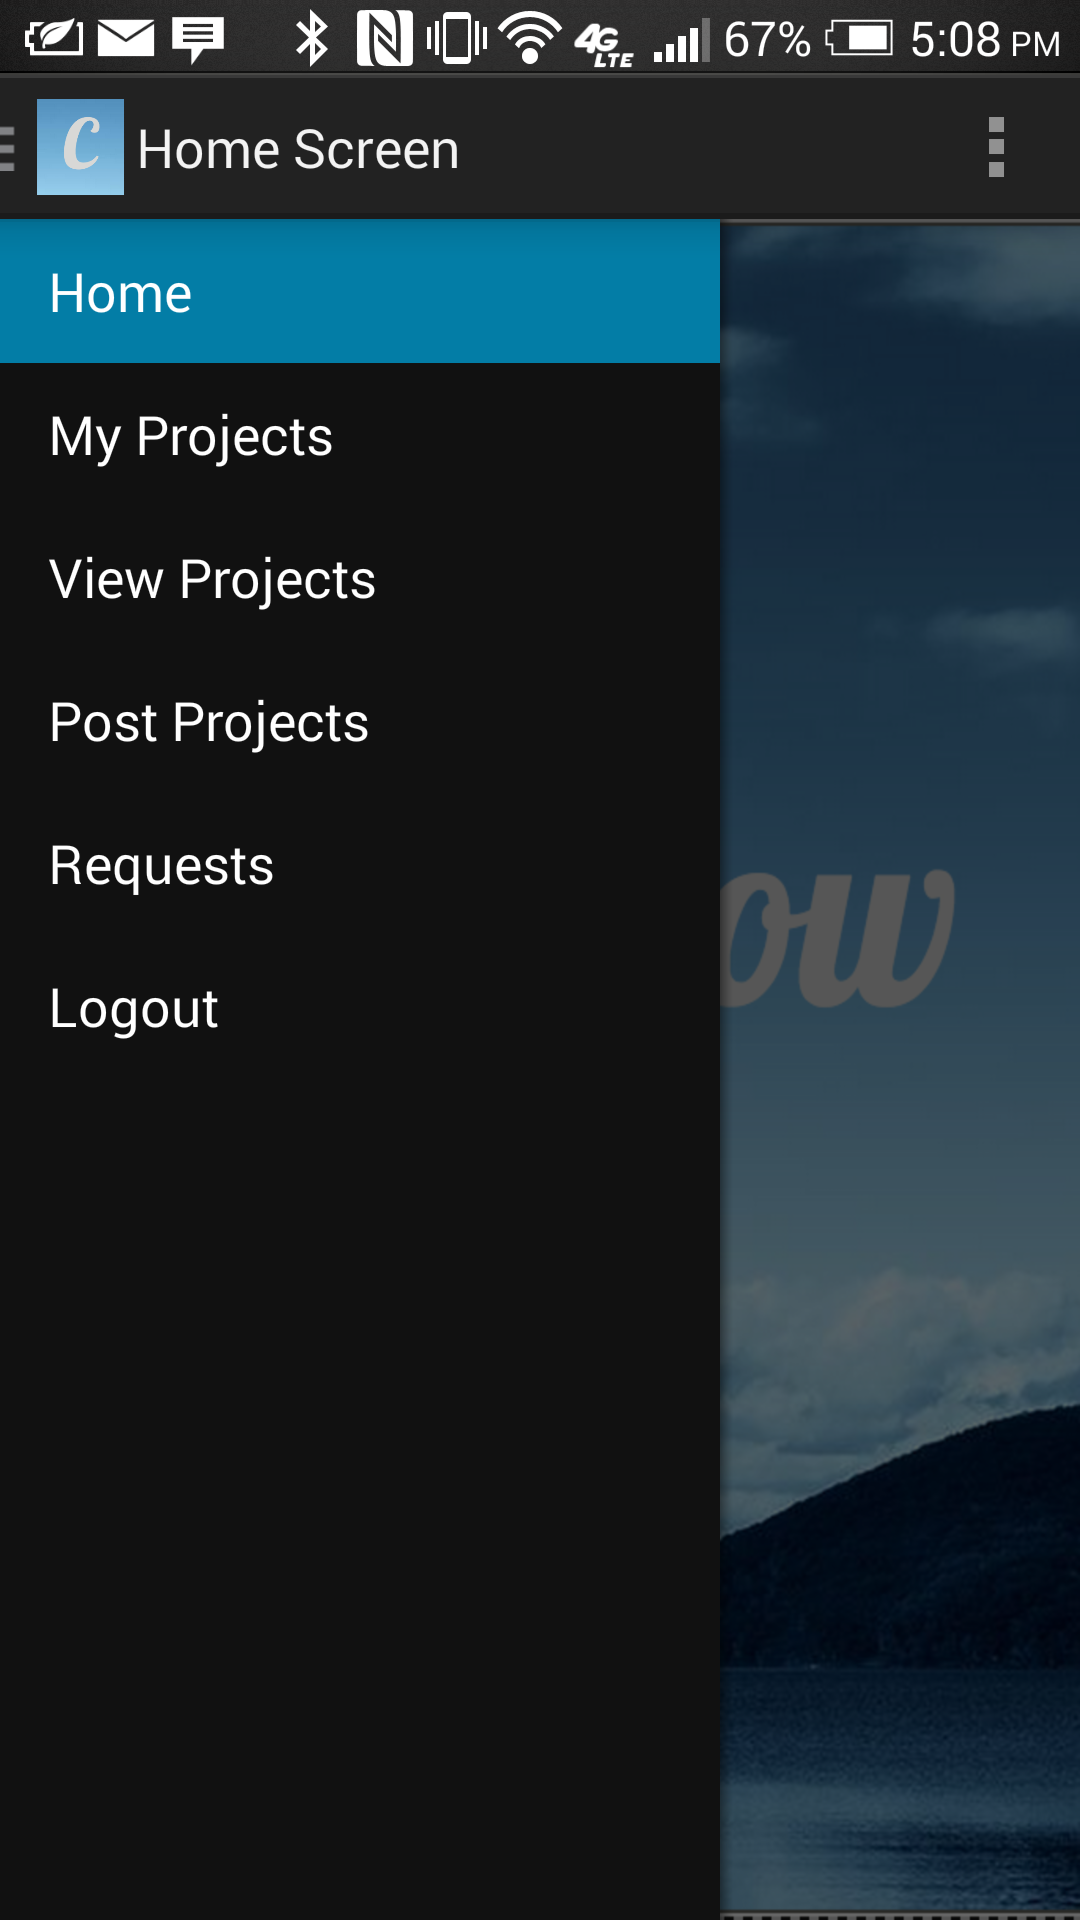 4G LTE 67% 5:08 PM
C Home Screen
Home
My Projects
View Projects
Post Projects
Requests
ow
Logout